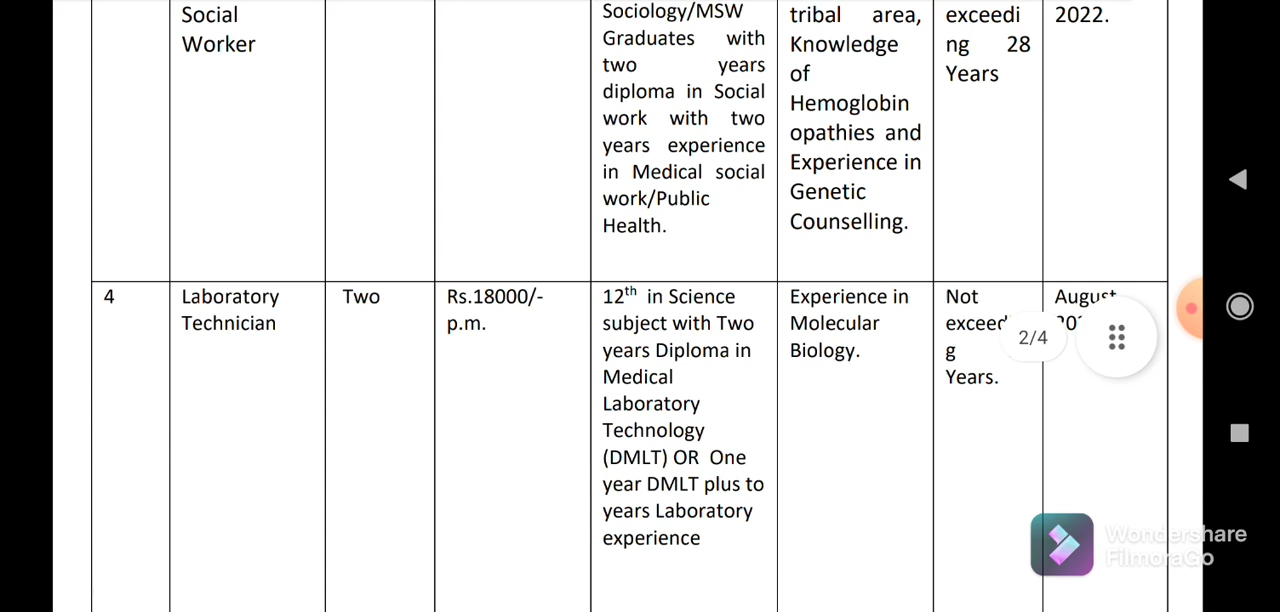 Social
Worker
Sociology/MSW
Graduates with
two years
diploma in Social
work with two
years experience
in Medical social
work/Public
Health.
tribal area,
Knowledge
of
Hemoglobin
opathies and
Experience in
Genetic
Counselling.
exceedi
ng 28
Years
2022.
4
Laboratory
Technician
Two
Rs.18000/-
p.m.
12th in Science
subject with Two
years Diploma in
Medical
Laboratory
Technology
(DMLT) OR One
year DMLT plus to
years Laboratory
experience
Experience in
Molecular
Biology.
Not
g
Years.
August
2/4
Wondershare
FilmoraGo